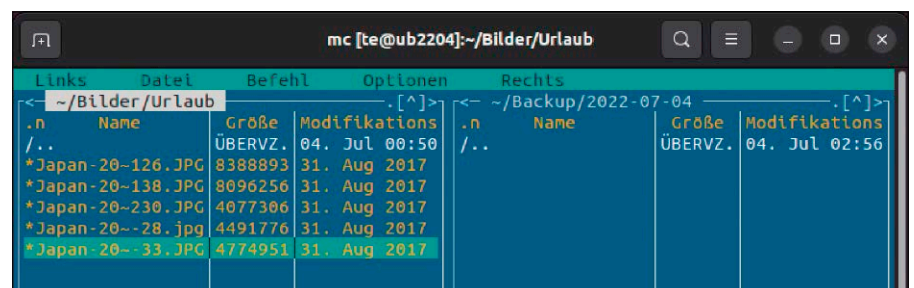 mc [te@ub2204]:~/Bilder/Urlaub
Links Datei Befehl Optionen Rechts
<─ ~/Bilder/Urlaub ─.[^]> <─ ~/Backup/2022-07-04 ─.[^]>
.n Name Größe Modifikations .n Name Größe Modifikations
/.. ÜBERVZ. 04. Jul 00:50 /.. ÜBERVZ. 04. Jul 02:56
*Japan-20~126.JPG 8388893 31. Aug 2017
*Japan-20~138.JPG 8096256 31. Aug 2017
*Japan-20~230.JPG 4077306 31. Aug 2017
*Japan-20~-28.jpg 4491776 31. Aug 2017
*Japan-20~-33.JPG 4774951 31. Aug 2017